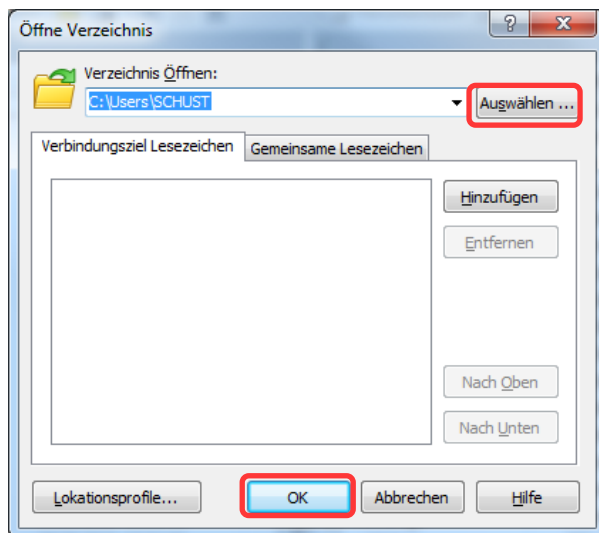 Öffne Verzeichnis
Verzeichnis Öffnen:
C:\Users\SCHUST
Auswählen ...
Verbindungsziel Lesezeichen
Gemeinsame Lesezeichen
Hinzufügen
Entfernen
Nach Oben
Nach Unten
Lokationsprofile...
OK
Abbrechen
Hilfe